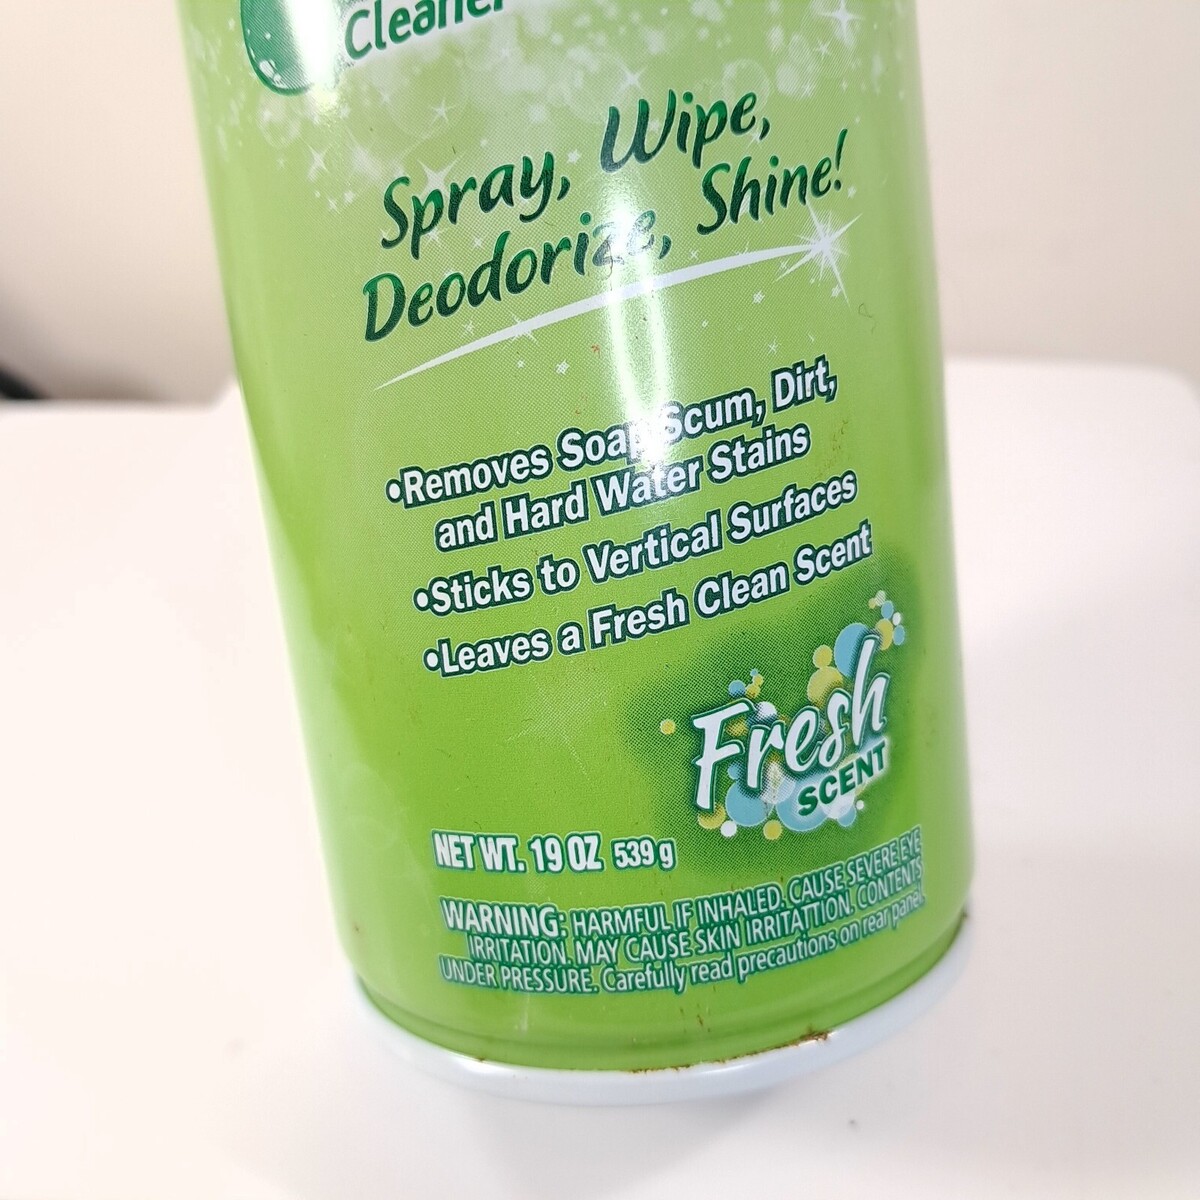 Cleaner
Spray, Wipe,
Deodorize, Shine!
•Removes Soap Scum, Dirt,
and Hard Water Stains
•Sticks to Vertical Surfaces
•Leaves a Fresh Clean Scent
Fresh
SCENT
NET WT. 19 OZ 539 g
WARNING: HARMFUL IF INHALED. CAUSE SEVERE EYE
IRRITATION. MAY CAUSE SKIN IRRITATTION. CONTENTS
UNDER PRESSURE. Carefully read precautions on rear panel.